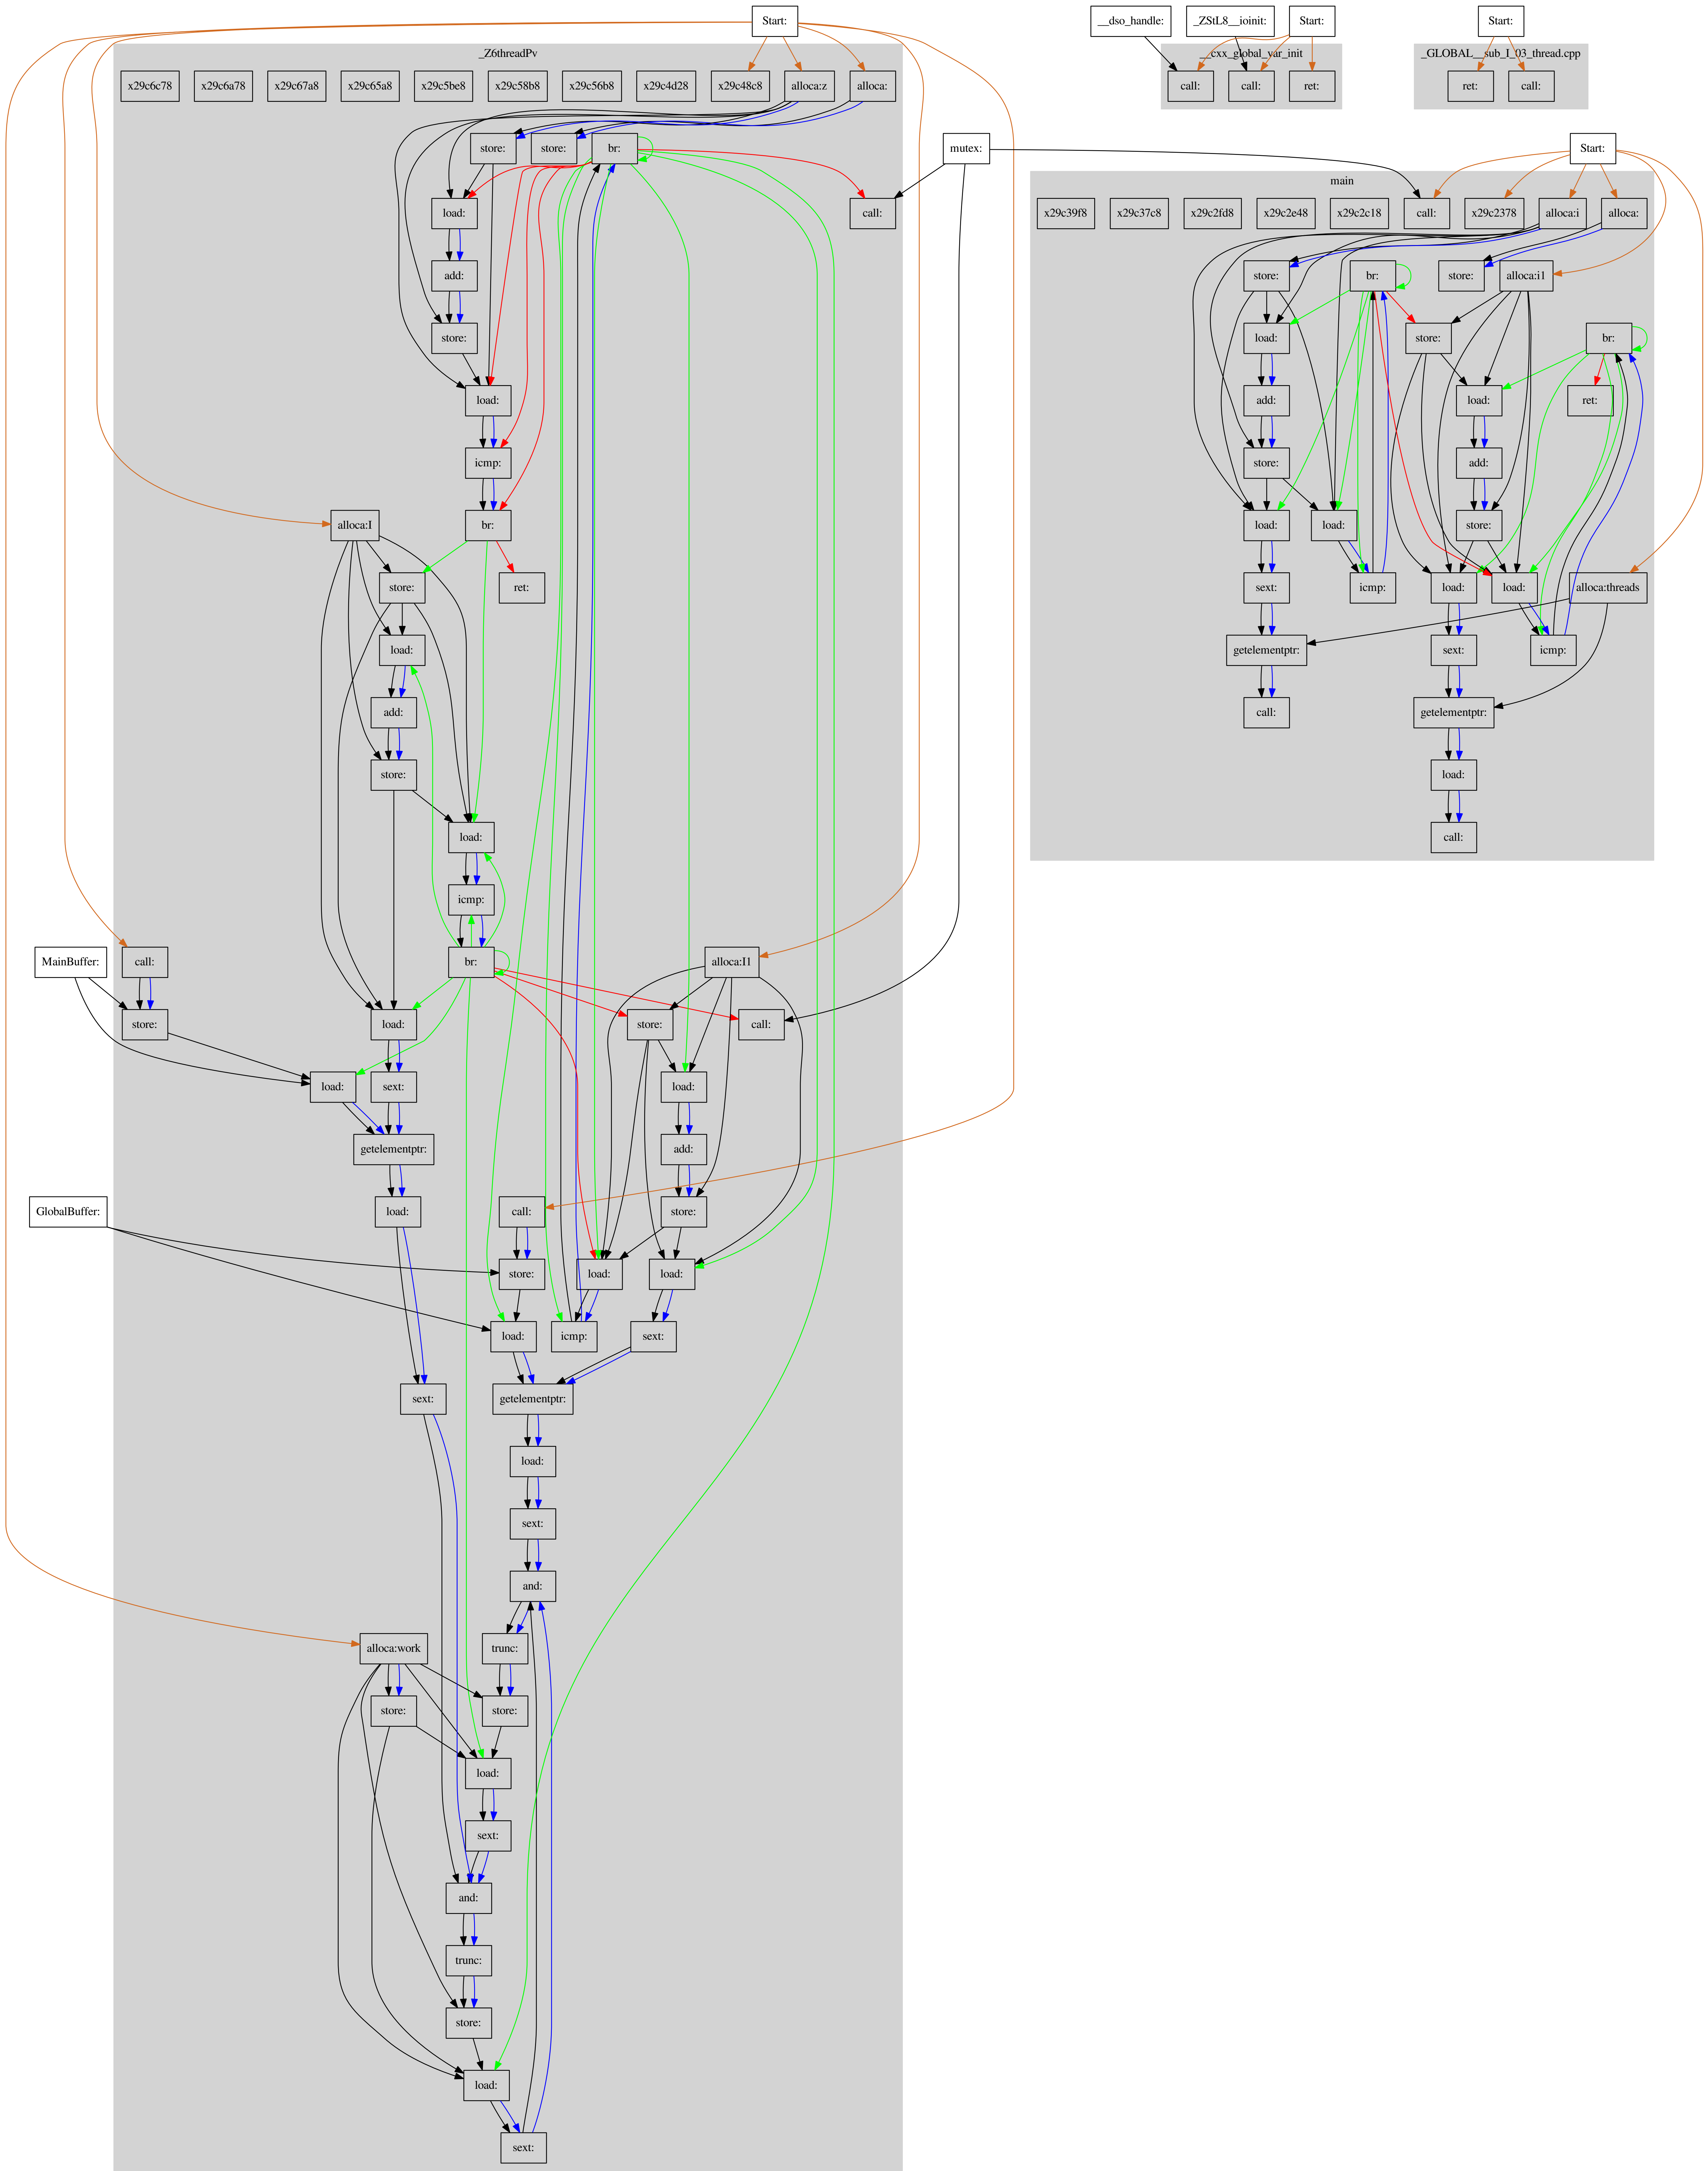 Start:
__dso_handle:
_ZStL8__ioinit:
Start:
Start:
_Z6threadPv
__cxx_global_var_init
_GLOBAL__sub_I_03_thread.cpp
x29c6c78
x29c6a78
x29c67a8
x29c65a8
x29c5be8
x29c58b8
x29c56b8
x29c4d28
x29c48c8
alloca:z
alloca:
call:
call:
ret:
ret:
call:
store:
store:
br:
mutex:
Start:
main
load:
call:
x29c39f8
x29c37c8
x29c2fd8
x29c2e48
x29c2c18
call:
x29c2378
alloca:i
alloca:
add:
store:
br:
store:
alloca:i1
store:
load:
store:
br:
load:
add:
load:
ret:
icmp:
store:
add:
alloca:I
br:
load:
load:
store:
store:
ret:
sext:
icmp:
load:
load:
alloca:threads
load:
getelementptr:
sext:
icmp:
add:
call:
getelementptr:
store:
load:
load:
call:
icmp:
MainBuffer:
call:
br:
alloca:I1
store:
load:
store:
call:
load:
sext:
load:
getelementptr:
add:
GlobalBuffer:
load:
call:
store:
store:
load:
load:
load:
icmp:
sext:
sext:
getelementptr:
load:
sext:
and:
alloca:work
trunc:
store:
store:
load:
sext:
and:
trunc:
store:
load:
sext: